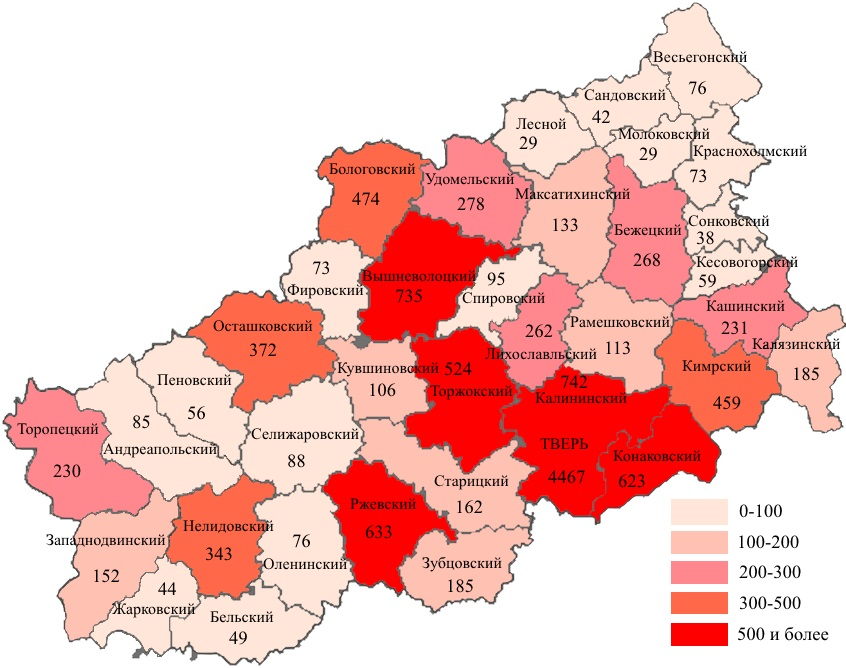 Весьегонский
76
Сандовский
42
Лесной
29
Молоковский
29
Краснохолмский
73
Бологовский
474
Удомельский
278
Максатихинский
133
Бежецкий
268
Сонковский
38
Кесовогорский
59
73
Фировский
Вышневолоцкий
735
95
Спировский
Кашинский
231
Осташковский
372
262
Лихославльский
Рамешковский
113
Калязинский
185
Кувшиновский
106
524
Торжокский
Кимрский
459
Пеновский
56
742
Калининский
85
Андреапольский
Торопецкий
230
Селижаровский
88
ТВЕРЬ
4467
Конаковский
623
Старицкий
162
Ржевский
633
Нелидовский
343
Западнодвинский
152
76
Оленинский
Зубцовский
185
44
Жарковский
Бельский
49
0-100
100-200
200-300
300-500
500 и более